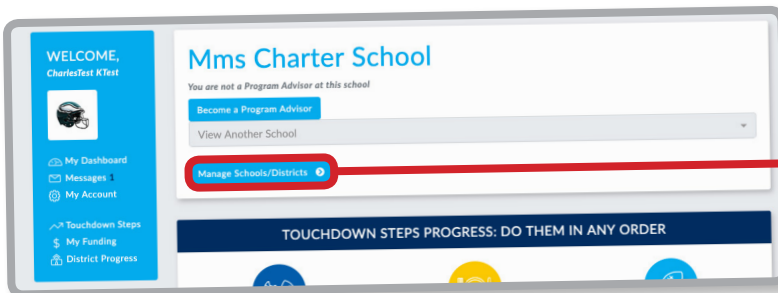 WELCOME,
CharlesTest KTest
My Dashboard
Messages 1
My Account
Touchdown Steps
My Funding
District Progress
Mms Charter School
You are not a Program Advisor at this school
Become a Program Advisor
View Another School
Manage Schools/Districts
TOUCHDOWN STEPS PROGRESS: DO THEM IN ANY ORDER